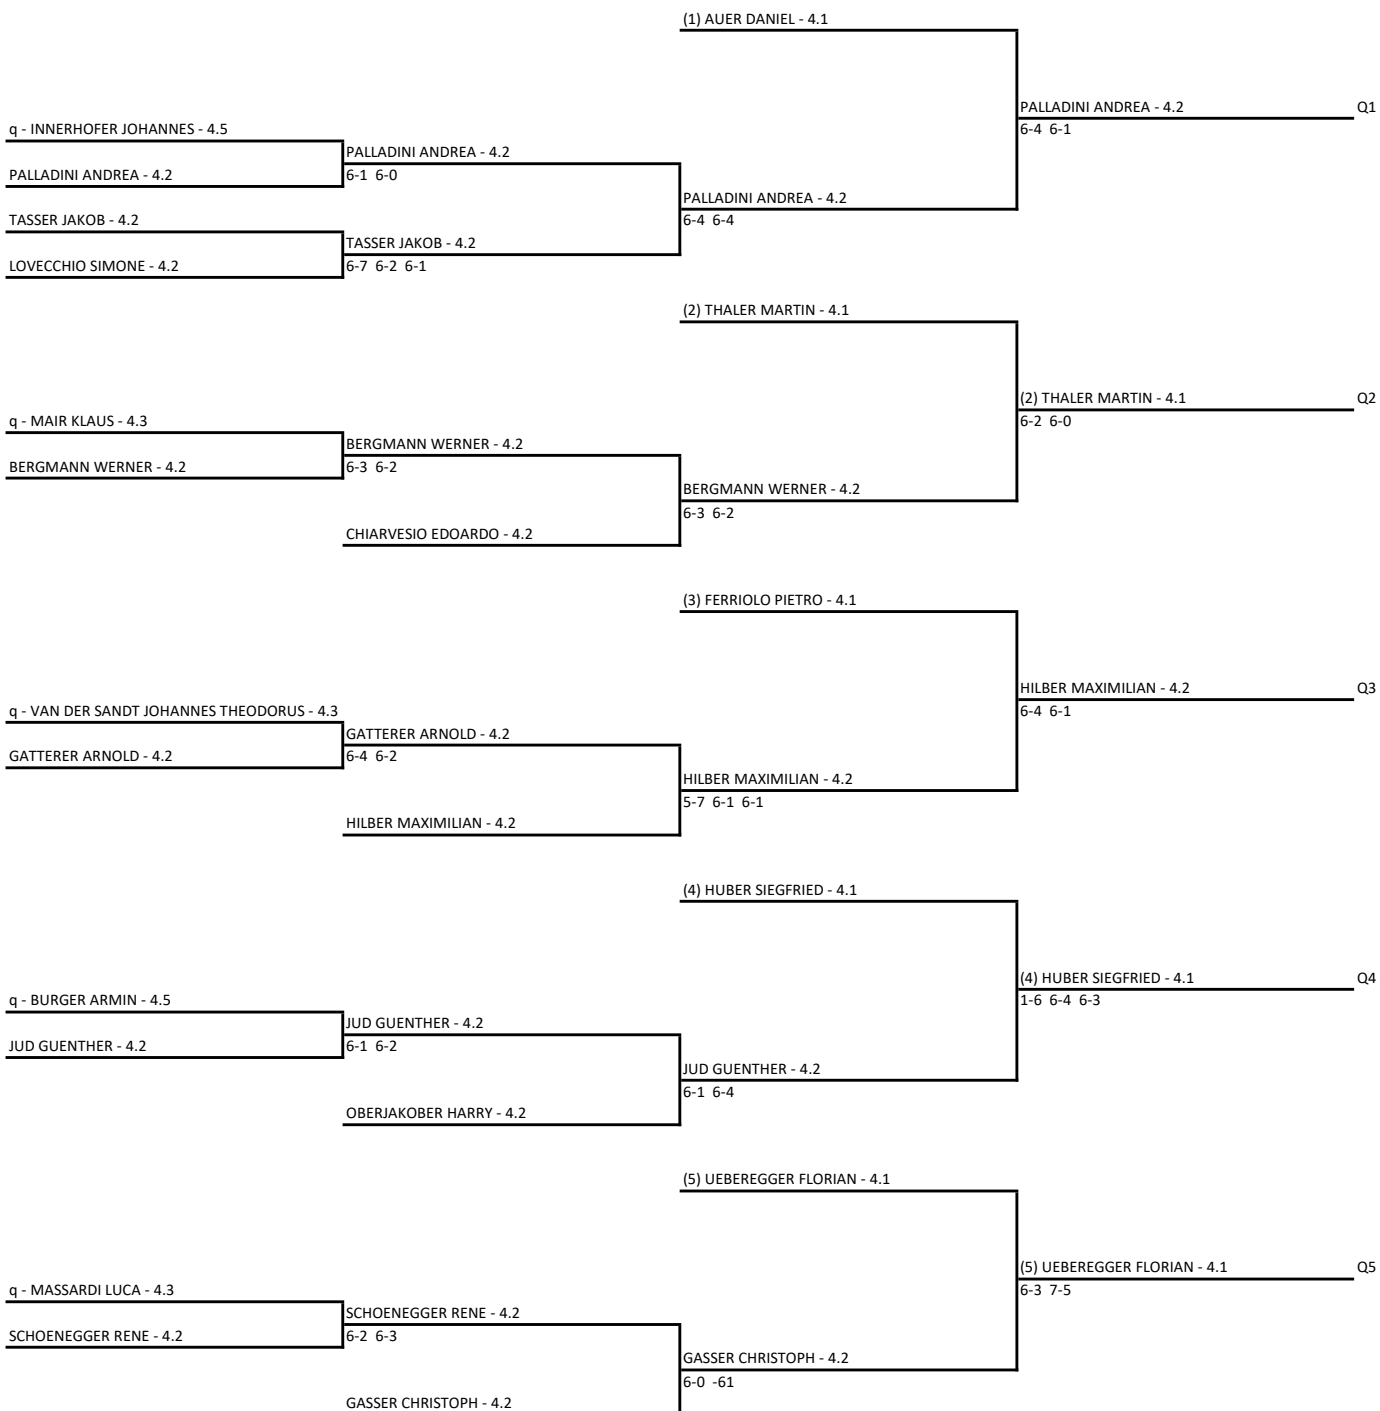 (1) AUER DANIEL - 4.1
PALLADINI ANDREA - 4.2 Q1
q - INNERHOFER JOHANNES - 4.5 6-4 6-1
PALLADINI ANDREA - 4.2
PALLADINI ANDREA - 4.2 6-1 6-0
PALLADINI ANDREA - 4.2
TASSER JAKOB - 4.2 6-4 6-4
TASSER JAKOB - 4.2
LOVECCHIO SIMONE - 4.2 6-7 6-2 6-1
(2) THALER MARTIN - 4.1
(2) THALER MARTIN - 4.1 Q2
q - MAIR KLAUS - 4.3 6-2 6-0
BERGMANN WERNER - 4.2
BERGMANN WERNER - 4.2 6-3 6-2
BERGMANN WERNER - 4.2
6-3 6-2
CHIARVESIO EDOARDO - 4.2
(3) FERRIOLO PIETRO - 4.1
HILBER MAXIMILIAN - 4.2 Q3
q - VAN DER SANDT JOHANNES THEODORUS - 4.3 6-4 6-1
GATTERER ARNOLD - 4.2
GATTERER ARNOLD - 4.2 6-4 6-2
HILBER MAXIMILIAN - 4.2
5-7 6-1 6-1
HILBER MAXIMILIAN - 4.2
(4) HUBER SIEGFRIED - 4.1
(4) HUBER SIEGFRIED - 4.1 Q4
q - BURGER ARMIN - 4.5 1-6 6-4 6-3
JUD GUENTHER - 4.2
JUD GUENTHER - 4.2 6-1 6-2
JUD GUENTHER - 4.2
6-1 6-4
OBERJAKOBER HARRY - 4.2
(5) UEBEREGGER FLORIAN - 4.1
(5) UEBEREGGER FLORIAN - 4.1 Q5
q - MASSARDI LUCA - 4.3 6-3 7-5
SCHOENEGGER RENE - 4.2
SCHOENEGGER RENE - 4.2 6-2 6-3
GASSER CHRISTOPH - 4.2
6-0 -61
GASSER CHRISTOPH - 4.2